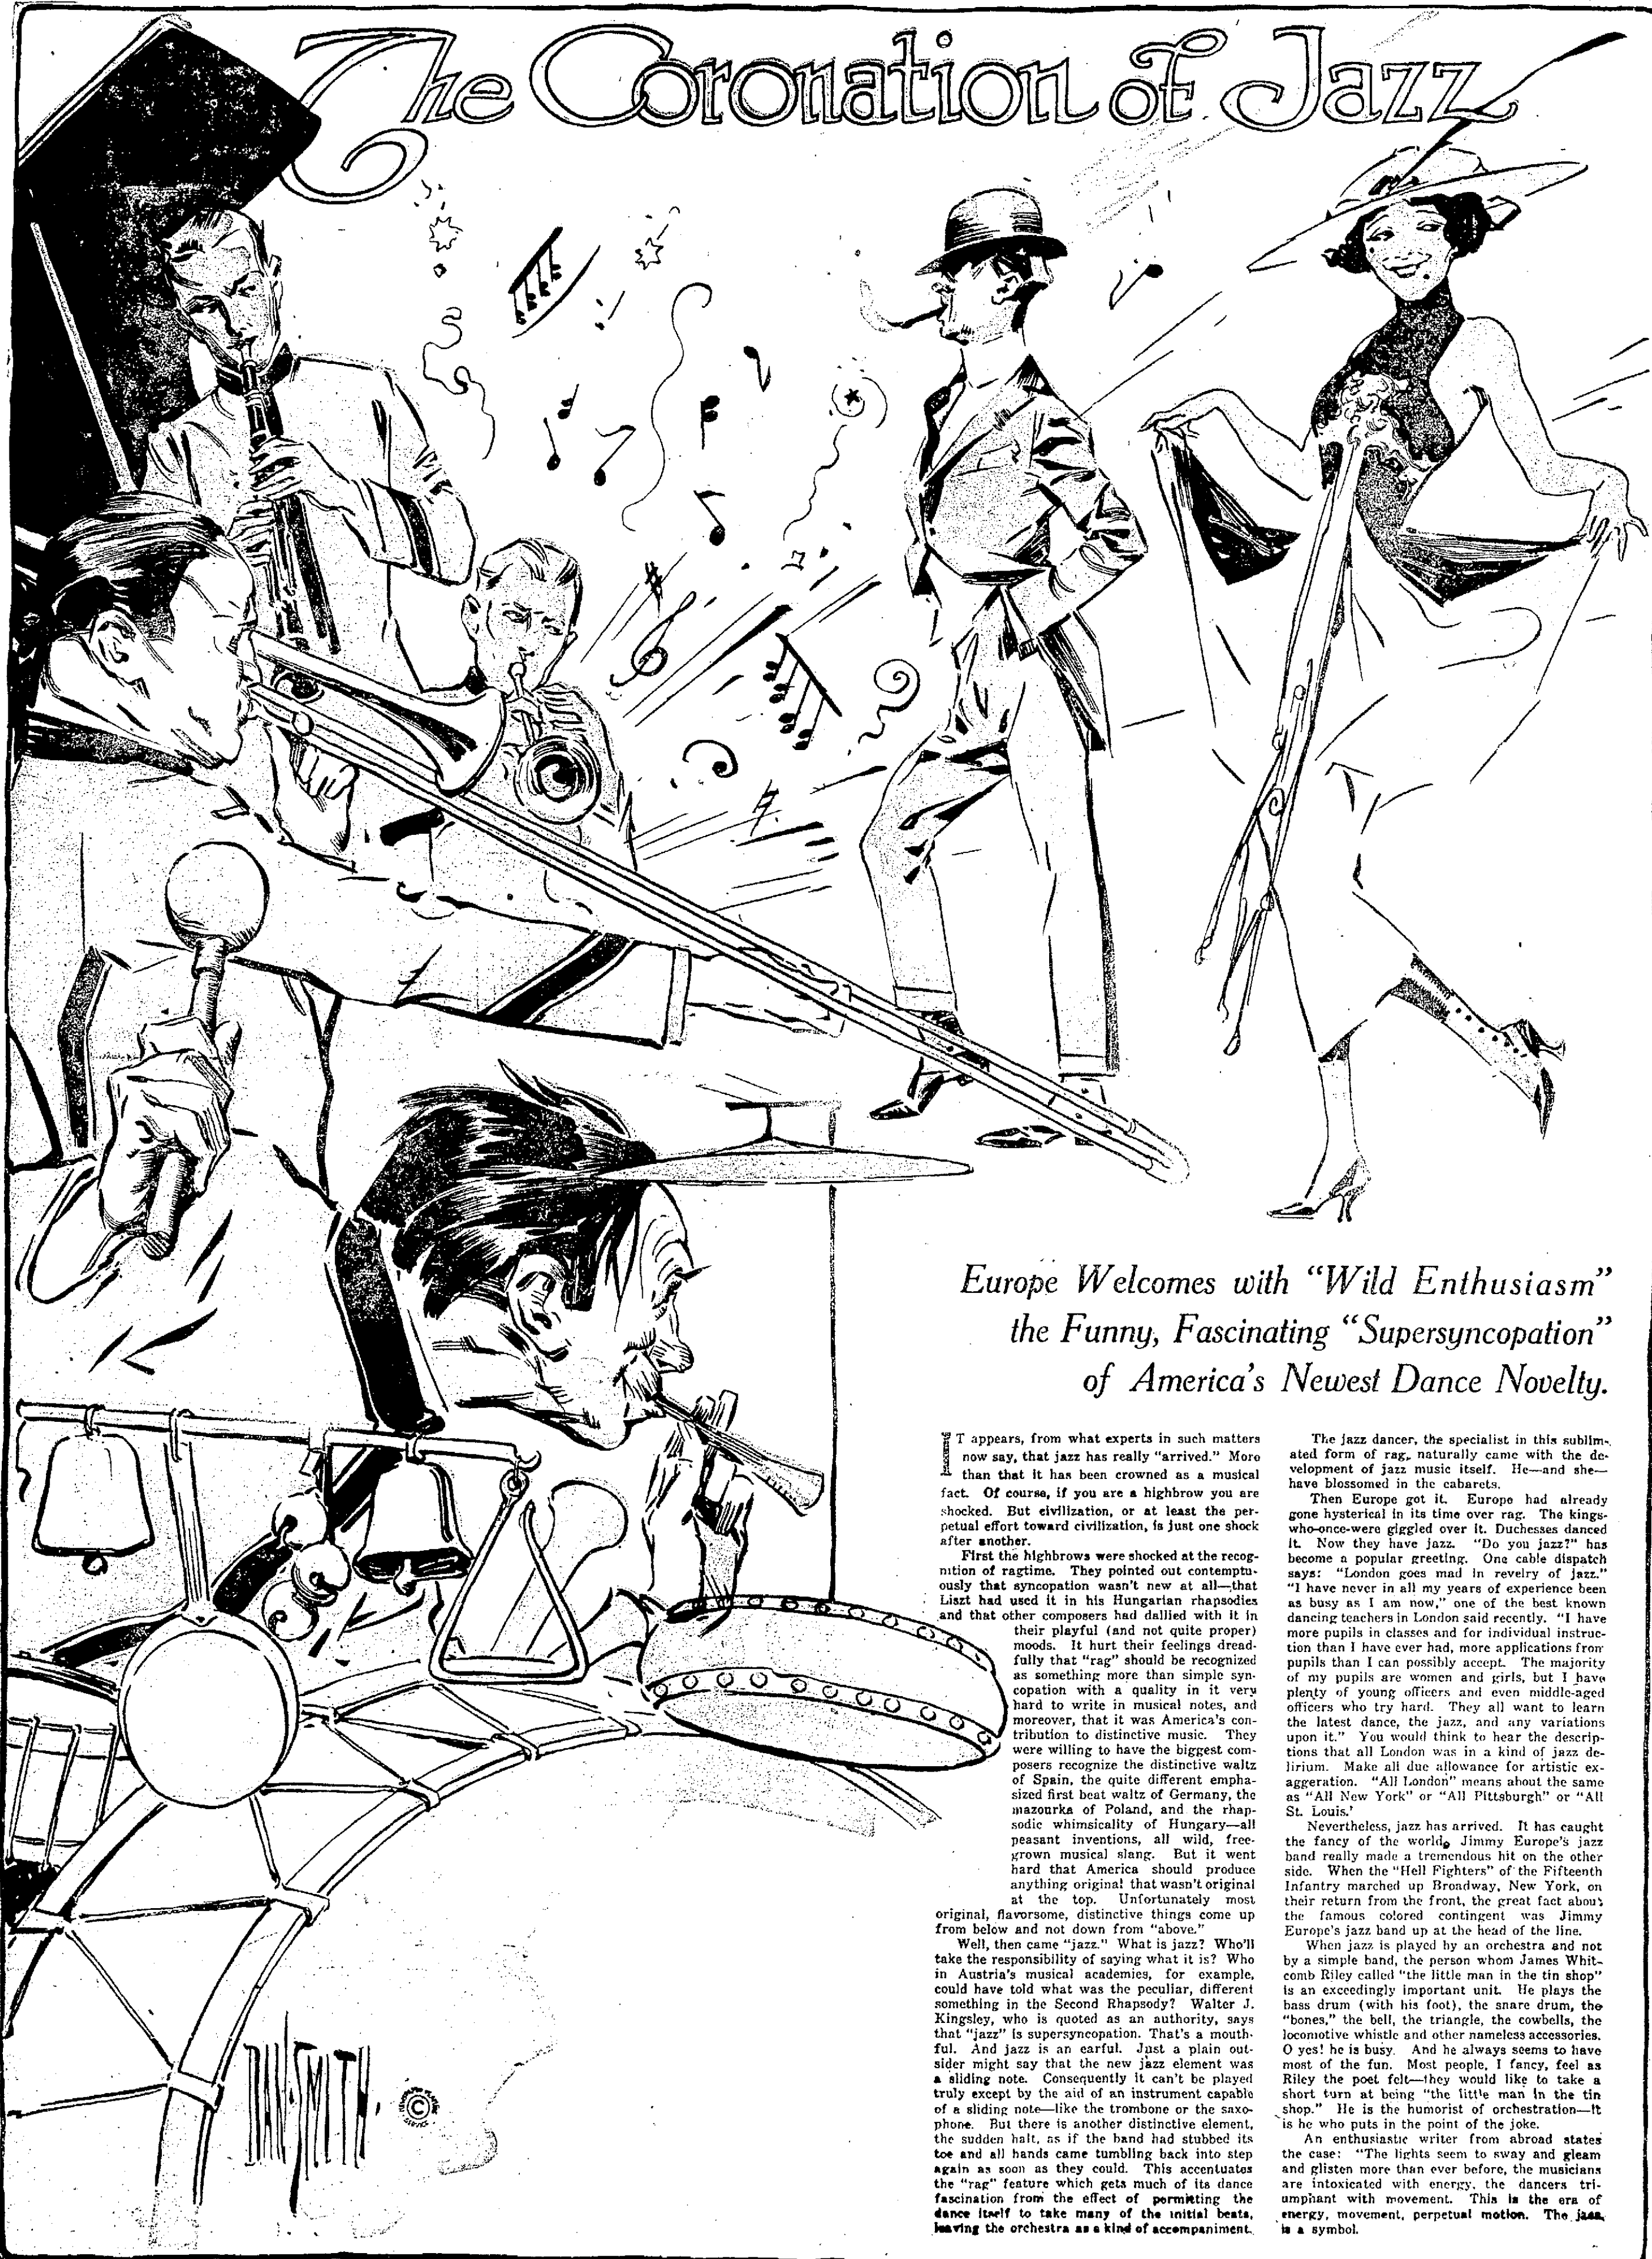 The Coronation of Jazz
Europe Welcomes with "Wild Enthusiasm"
the Funny, Fascinating "Supersyncopation"
of America's Newest Dance Novelty.
IT appears, from what experts in such matters
now say, that jazz has really "arrived." More
than that it has been crowned as a musical
fact. Of course, if you are a highbrow you are
shocked. But civilization, or at least the per-
petual effort toward civilization, is just one shock
after another.
First the highbrows were shocked at the recog-
nition of ragtime. They pointed out contemptu-
ously that syncopation wasn't new at all—that
Liszt had used it in his Hungarian rhapsodies
and that other composers had dallied with it in
their playful (and not quite proper)
moods. It hurt their feelings dread-
fully that "rag" should be recognized
as something more than simple syn-
copation with a quality in it very
hard to write in musical notes, and
moreover, that it was America's con-
tribution to distinctive music. They
were willing to have the biggest com-
posers recognize the distinctive waltz
of Spain, the quite different empha-
sized first beat waltz of Germany, the
mazourka of Poland, and the rhap-
sodic whimsicality of Hungary—all
peasant inventions, all wild, free-
grown musical slang. But it went
hard that America should produce
anything original that wasn't original
at the top. Unfortunately most
original, flavorsome, distinctive things come up
from below and not down from "above."
Well, then came "jazz." What is jazz? Who'll
take the responsibility of saying what it is? Who
in Austria's musical academies, for example,
could have told what was the peculiar, different
something in the Second Rhapsody? Walter J.
Kingsley, who is quoted as an authority, says
that "jazz" is supersyncopation. That's a mouth-
ful. And jazz is an earful. Just a plain out-
sider might say that the new jazz element was
a sliding note. Consequently it can't be played
truly except by the aid of an instrument capable
of a sliding note—like the trombone or the saxo-
phone. But there is another distinctive element,
the sudden halt, as if the band had stubbed its
toe and all hands came tumbling back into step
again as soon as they could. This accentuates
the "rag" feature which gets much of its dance
fascination from the effect of permitting the
dance itself to take many of the initial beats,
leaving the orchestra as a kind of accompaniment.
The jazz dancer, the specialist in this sublim-
ated form of rag, naturally came with the de-
velopment of jazz music itself. He—and she—
have blossomed in the cabarets.
Then Europe got it. Europe had already
gone hysterical in its time over rag. The kings-
who-once-were giggled over it. Duchesses danced
it. Now they have jazz. "Do you jazz?" has
become a popular greeting. One cable dispatch
says: "London goes mad in revelry of jazz."
"I have never in all my years of experience been
as busy as I am now," one of the best known
dancing teachers in London said recently. "I have
more pupils in classes and for individual instruc-
tion than I have ever had, more applications from
pupils than I can possibly accept. The majority
of my pupils are women and girls, but I have
plenty of young officers and even middle-aged
officers who try hard. They all want to learn
the latest dance, the jazz, and any variations
upon it." You would think to hear the descrip-
tions that all London was in a kind of jazz de-
lirium. Make all due allowance for artistic ex-
aggeration. "All London" means about the same
as "All New York" or "All Pittsburgh" or "All
St. Louis.'
Nevertheless, jazz has arrived. It has caught
the fancy of the world. Jimmy Europe's jazz
band really made a tremendous hit on the other
side. When the "Hell Fighters" of the Fifteenth
Infantry marched up Broadway, New York, on
their return from the front, the great fact about
the famous colored contingent was Jimmy
Europe's jazz band up at the head of the line.
When jazz is played by an orchestra and not
by a simple band, the person whom James Whit-
comb Riley called "the little man in the tin shop"
is an exceedingly important unit. He plays the
bass drum (with his foot), the snare drum, the
"bones," the bell, the triangle, the cowbells, the
locomotive whistle and other nameless accessories.
O yes! he is busy. And he always seems to have
most of the fun. Most people, I fancy, feel as
Riley the poet felt—they would like to take a
short turn at being "the little man in the tin
shop." He is the humorist of orchestration—it
is he who puts in the point of the joke.
An enthusiastic writer from abroad states
the case: "The lights seem to sway and gleam
and glisten more than ever before, the musicians
are intoxicated with energy, the dancers tri-
umphant with movement. This is the era of
energy, movement, perpetual motion. The jazz
is a symbol.
DAN SMITH ©